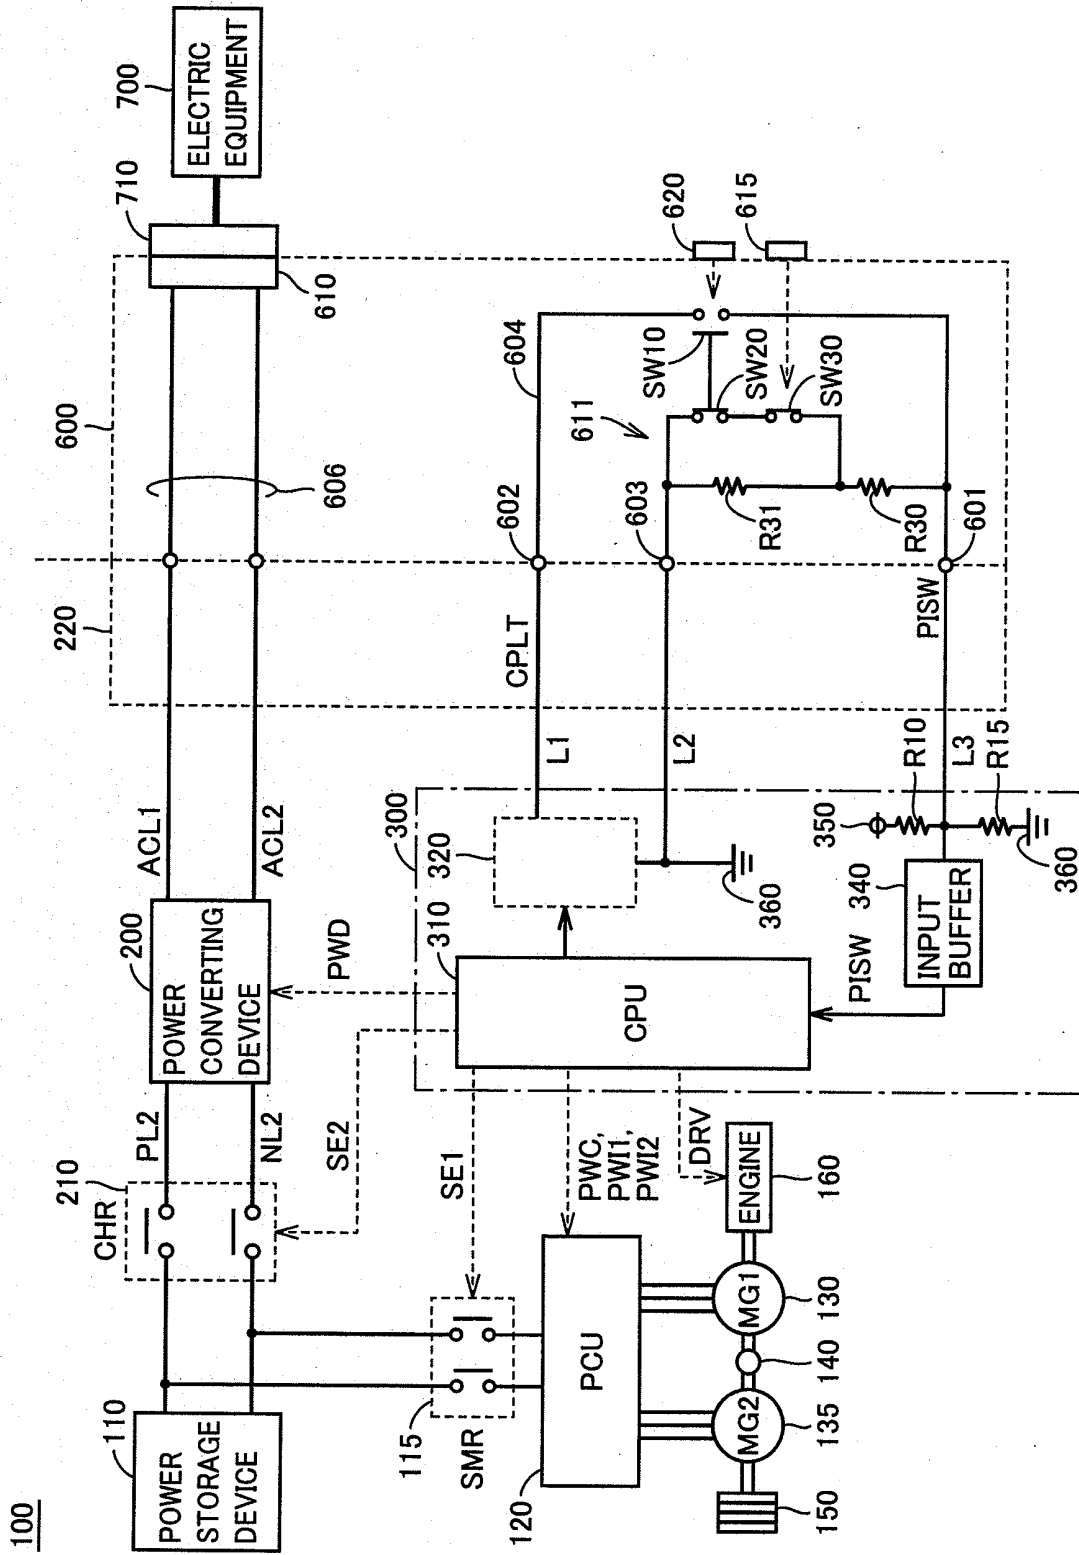 100
110
POWER
STORAGE
DEVICE
CHR
210
PL2
NL2
200
POWER
CONVERTING
DEVICE
ACL1
ACL2
220
600
606
710
610
700
ELECTRIC
EQUIPMENT
SE2
PWD
115
SMR
SE1
300
310
CPU
320
360
L1
L2
CPLT
602
603
604
611
SW10
SW20
SW30
620
615
R31
R30
601
PISW
120
PCU
PWC,
PWI1,
PWI2
DRV
PISW
340
INPUT
BUFFER
350
R10
L3
R15
360
150
MG2
135
140
MG1
130
ENGINE
160